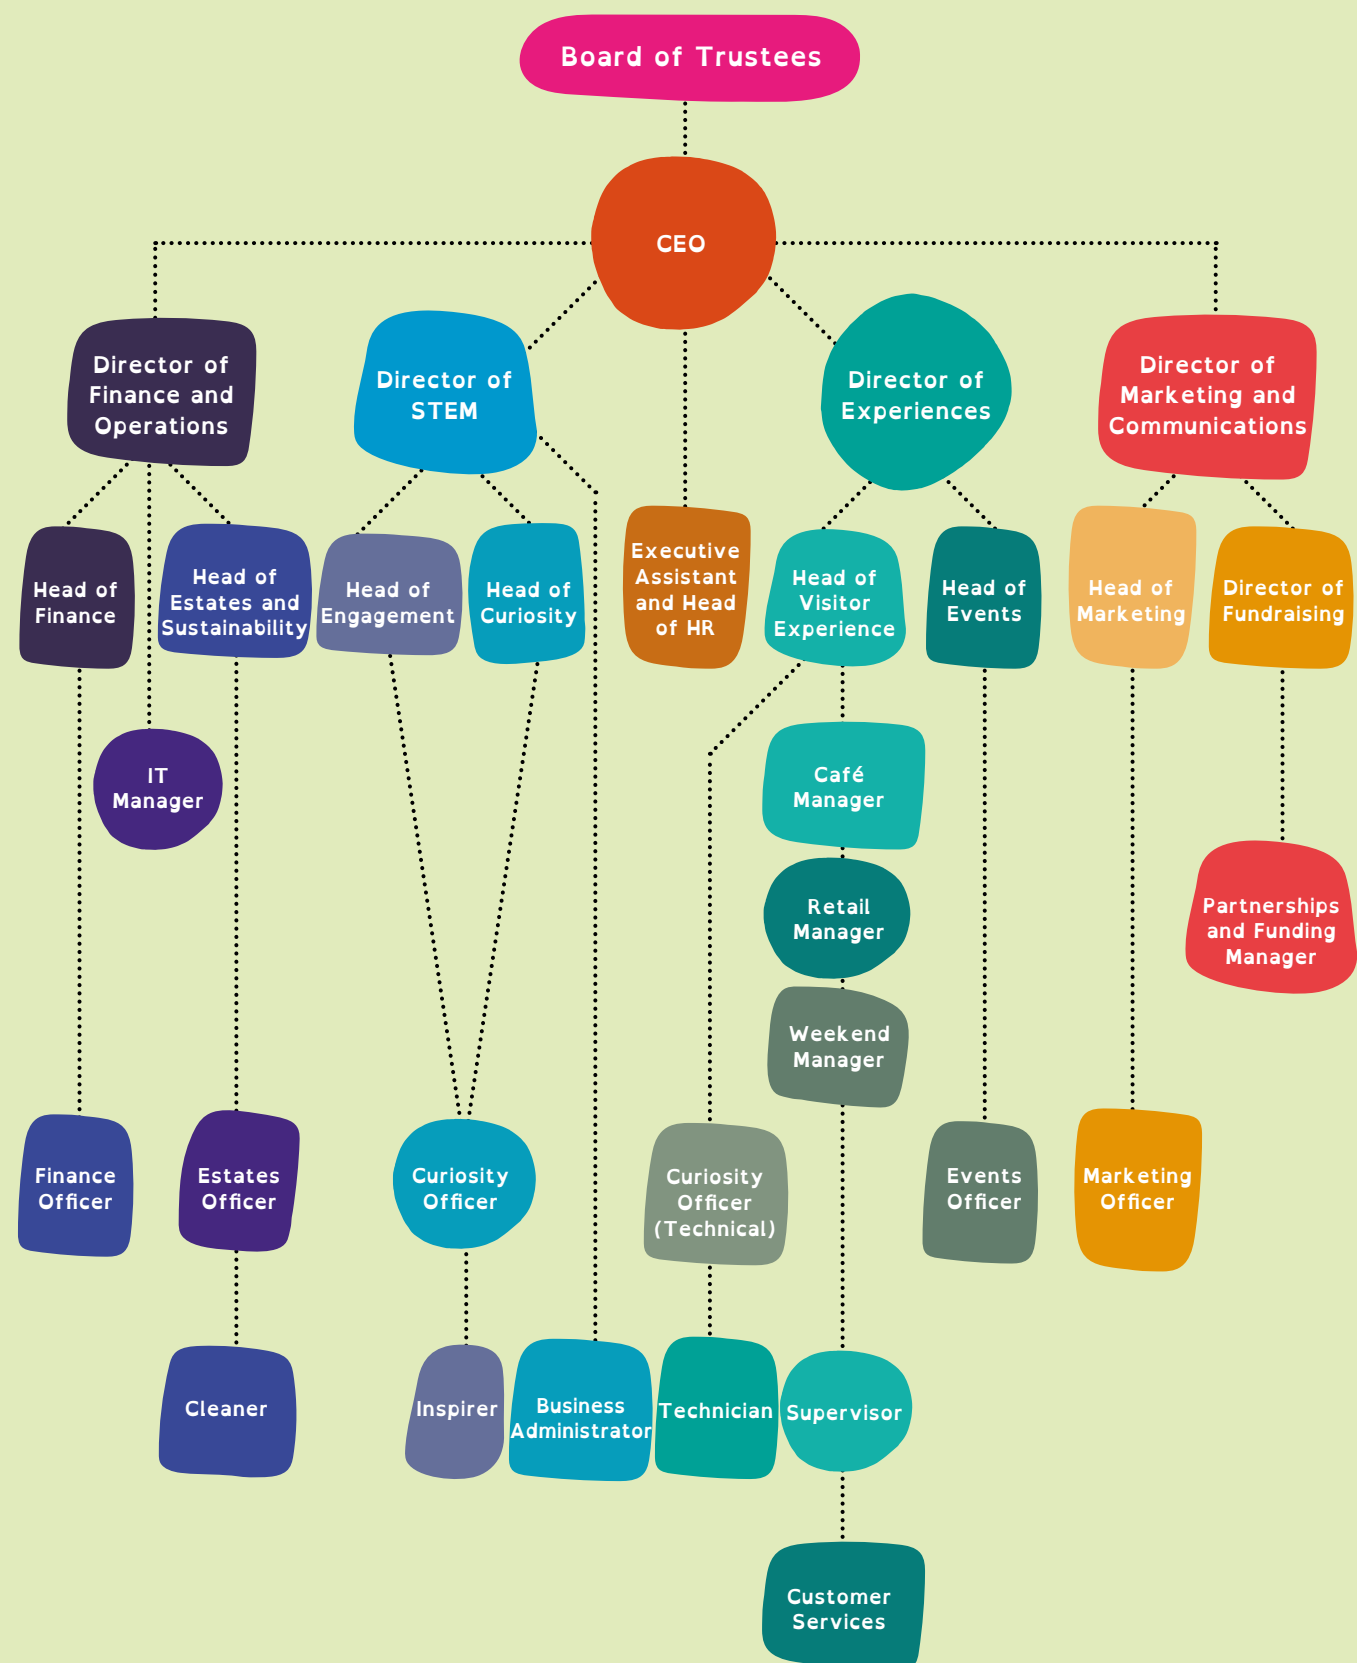 Board of Trustees
CEO
Director of
Finance and
Operations
Director of
STEM
Director of
Experiences
Director of
Marketing and
Communications
Head of
Finance
Head of
Estates and
Sustainability
Head of
Engagement
Head of
Curiosity
Executive
Assistant
and Head
of HR
Head of
Visitor
Experience
Head of
Events
Head of
Marketing
Director of
Fundraising
IT
Manager
Café
Manager
Retail
Manager
Partnerships
and Funding
Manager
Weekend
Manager
Finance
Officer
Estates
Officer
Curiosity
Officer
Curiosity
Officer
(Technical)
Events
Officer
Marketing
Officer
Cleaner
Inspirer
Business
Administrator
Technician
Supervisor
Customer
Services